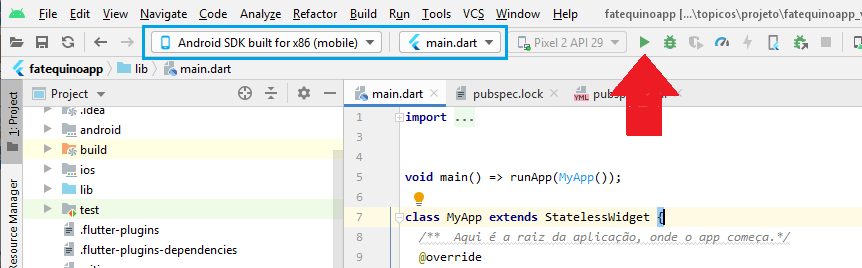 File Edit View Navigate Code Analyze Refactor Build Run Tools VCS Window Help fatequinoapp [...\topicos\projeto\fatequinoapp_
Android SDK built for x86 (mobile) main.dart Pixel 2 API 29
fatequinoapp lib main.dart
1: Project
Resource Manager
Project
.idea
android
build
ios
lib
test
.flutter-plugins
.flutter-plugins-dependencies
main.dart pubspec.lock
1 import ...
3
4
5 void main() => runApp(MyApp());
6
7 class MyApp extends StatelessWidget {
8 /** Aqui é a raiz da aplicação, onde o app começa.*/
9 @override